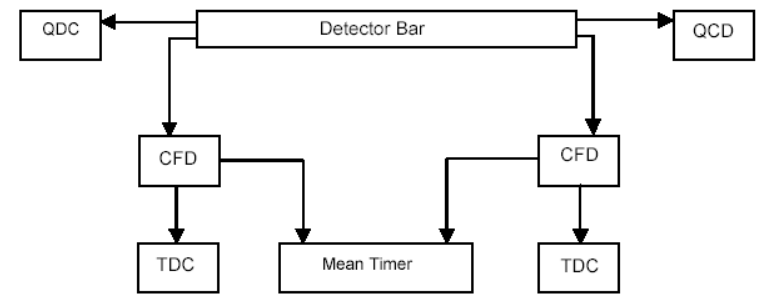 QDC
Detector Bar
QCD
CFD
CFD
TDC
Mean Timer
TDC